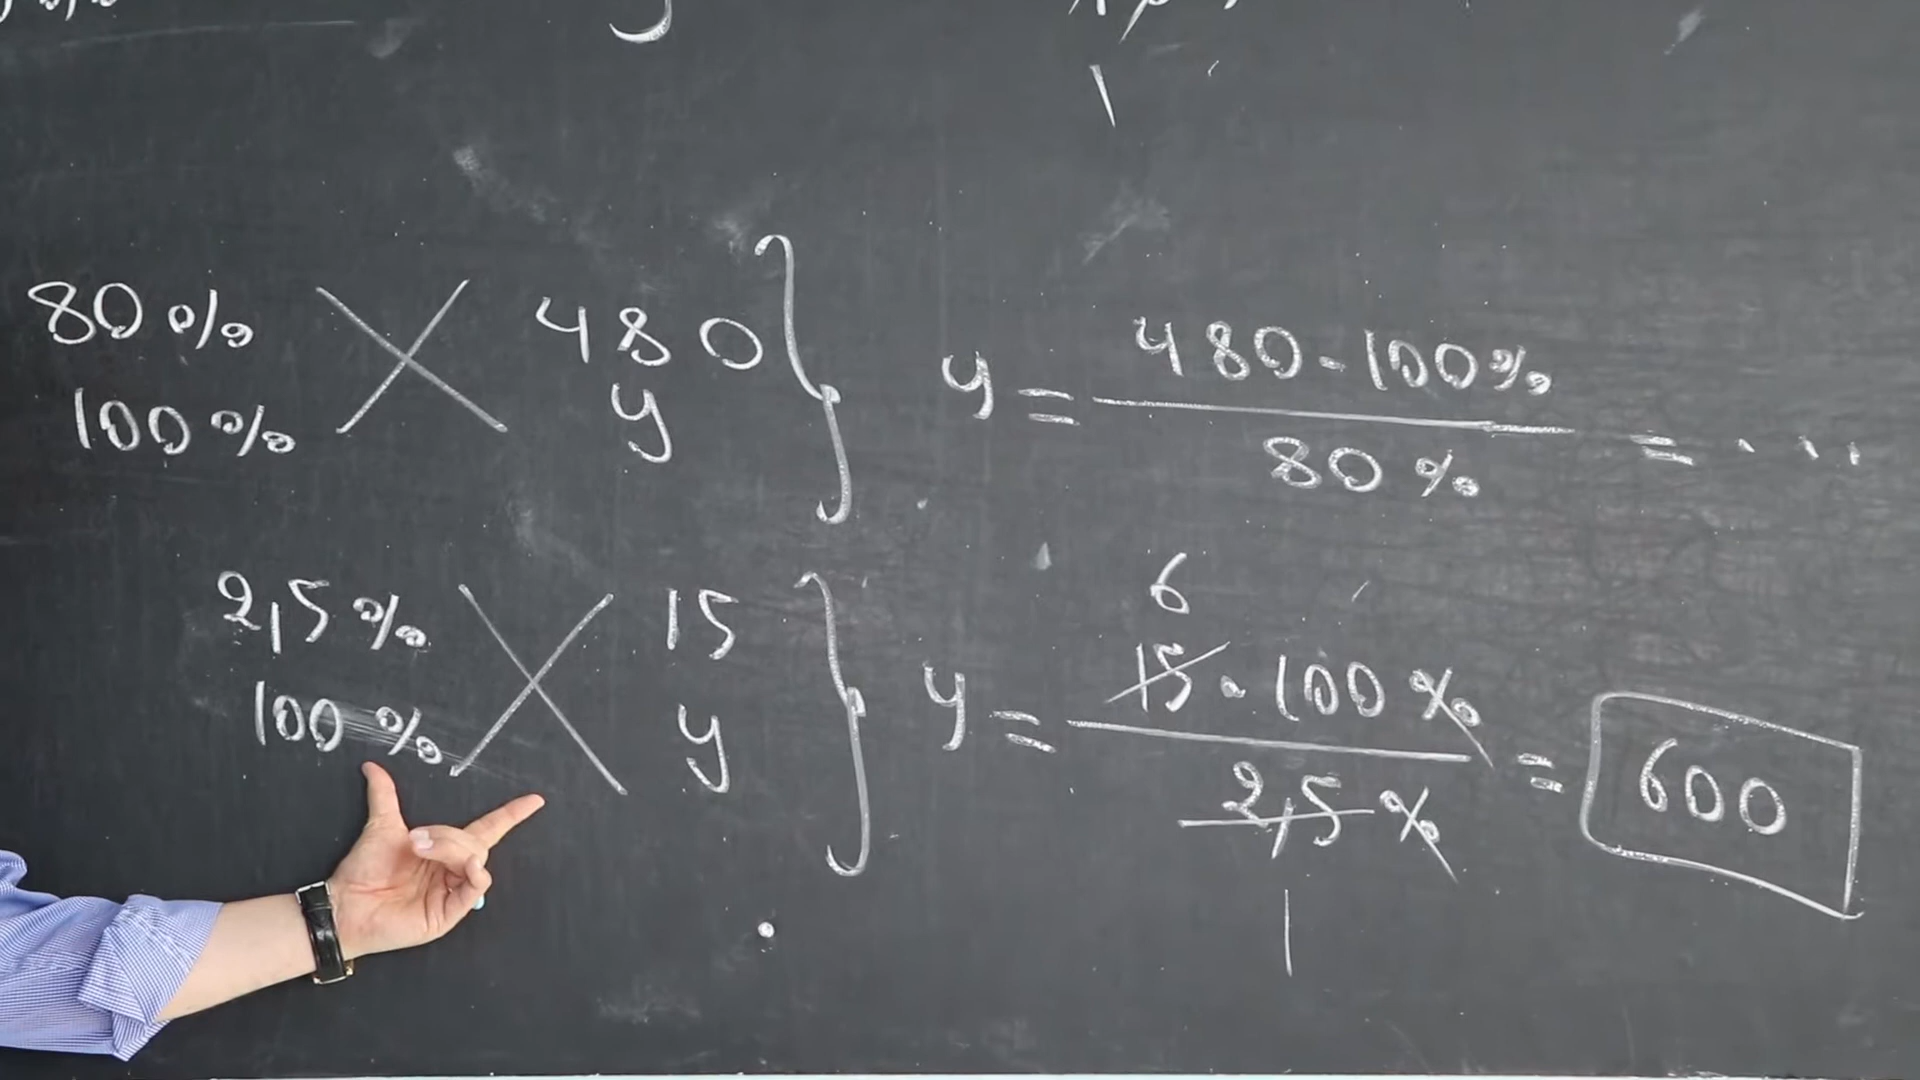 80% 480
100% y
y = 480 · 100% / 80% = ...
2,5% 15
100% y
6
y = 15 · 100% / 2,5% = 600
1